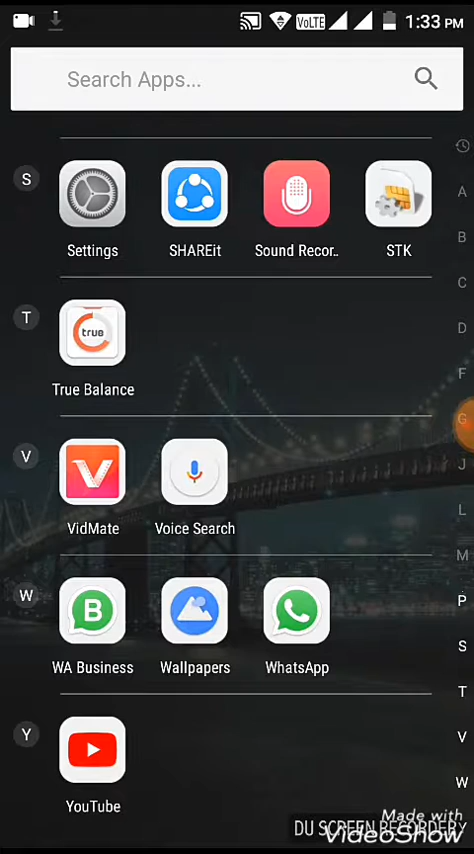 VoLTE 1:33 PM
Search Apps...
S
Settings SHAREit Sound Recor.. STK
T
true
True Balance
V
VidMate Voice Search
W
B
WA Business Wallpapers WhatsApp
Y
YouTube
A
B
C
D
F
G
J
L
M
P
S
T
V
W
Y
DU SCREEN RECORDER
Made with
VideoShow